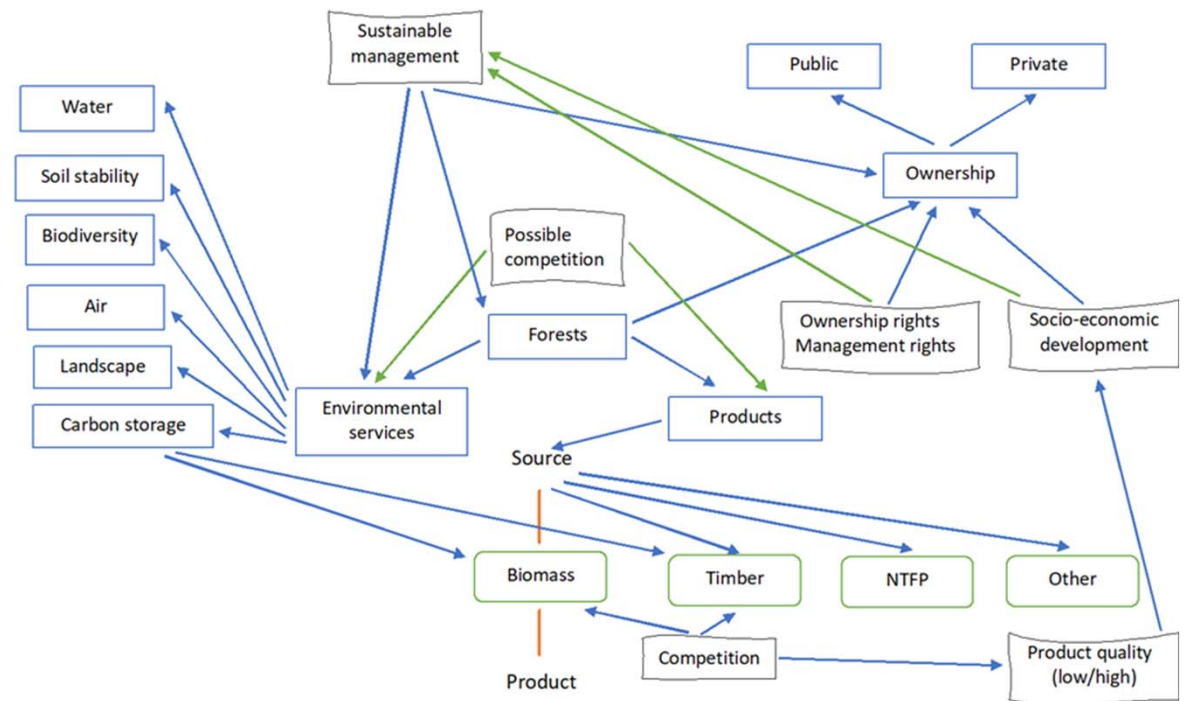 Sustainable
management
Public
Private
Water
Ownership
Soil stability
Biodiversity
Possible
competition
Air
Forests
Ownership rights
Management rights
Socio-economic
development
Landscape
Environmental
services
Products
Carbon storage
Source
Biomass
Timber
NTFP
Other
Competition
Product quality
(low/high)
Product